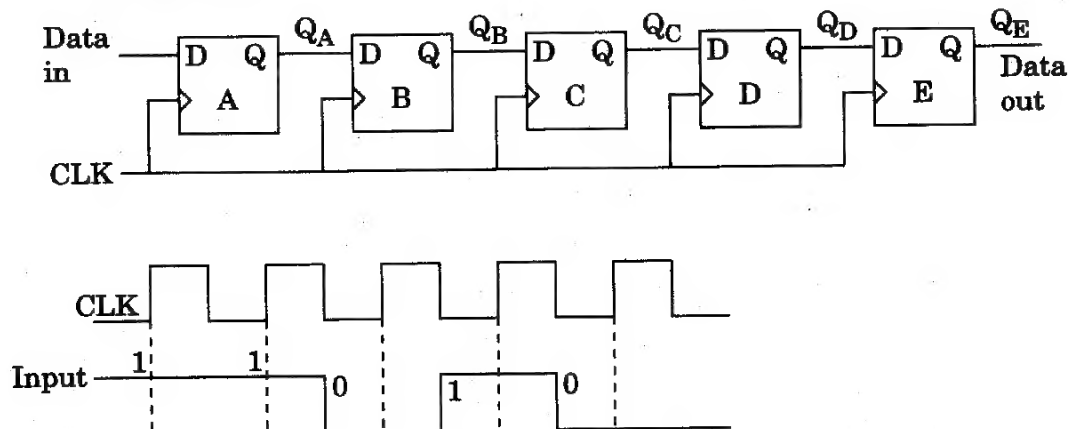 Data in
D Q
A
Q_A
D Q
B
Q_B
D Q
C
Q_C
D Q
D
Q_D
D Q
E
Q_E
Data out
CLK
CLK
Input 1 1 0 1 0